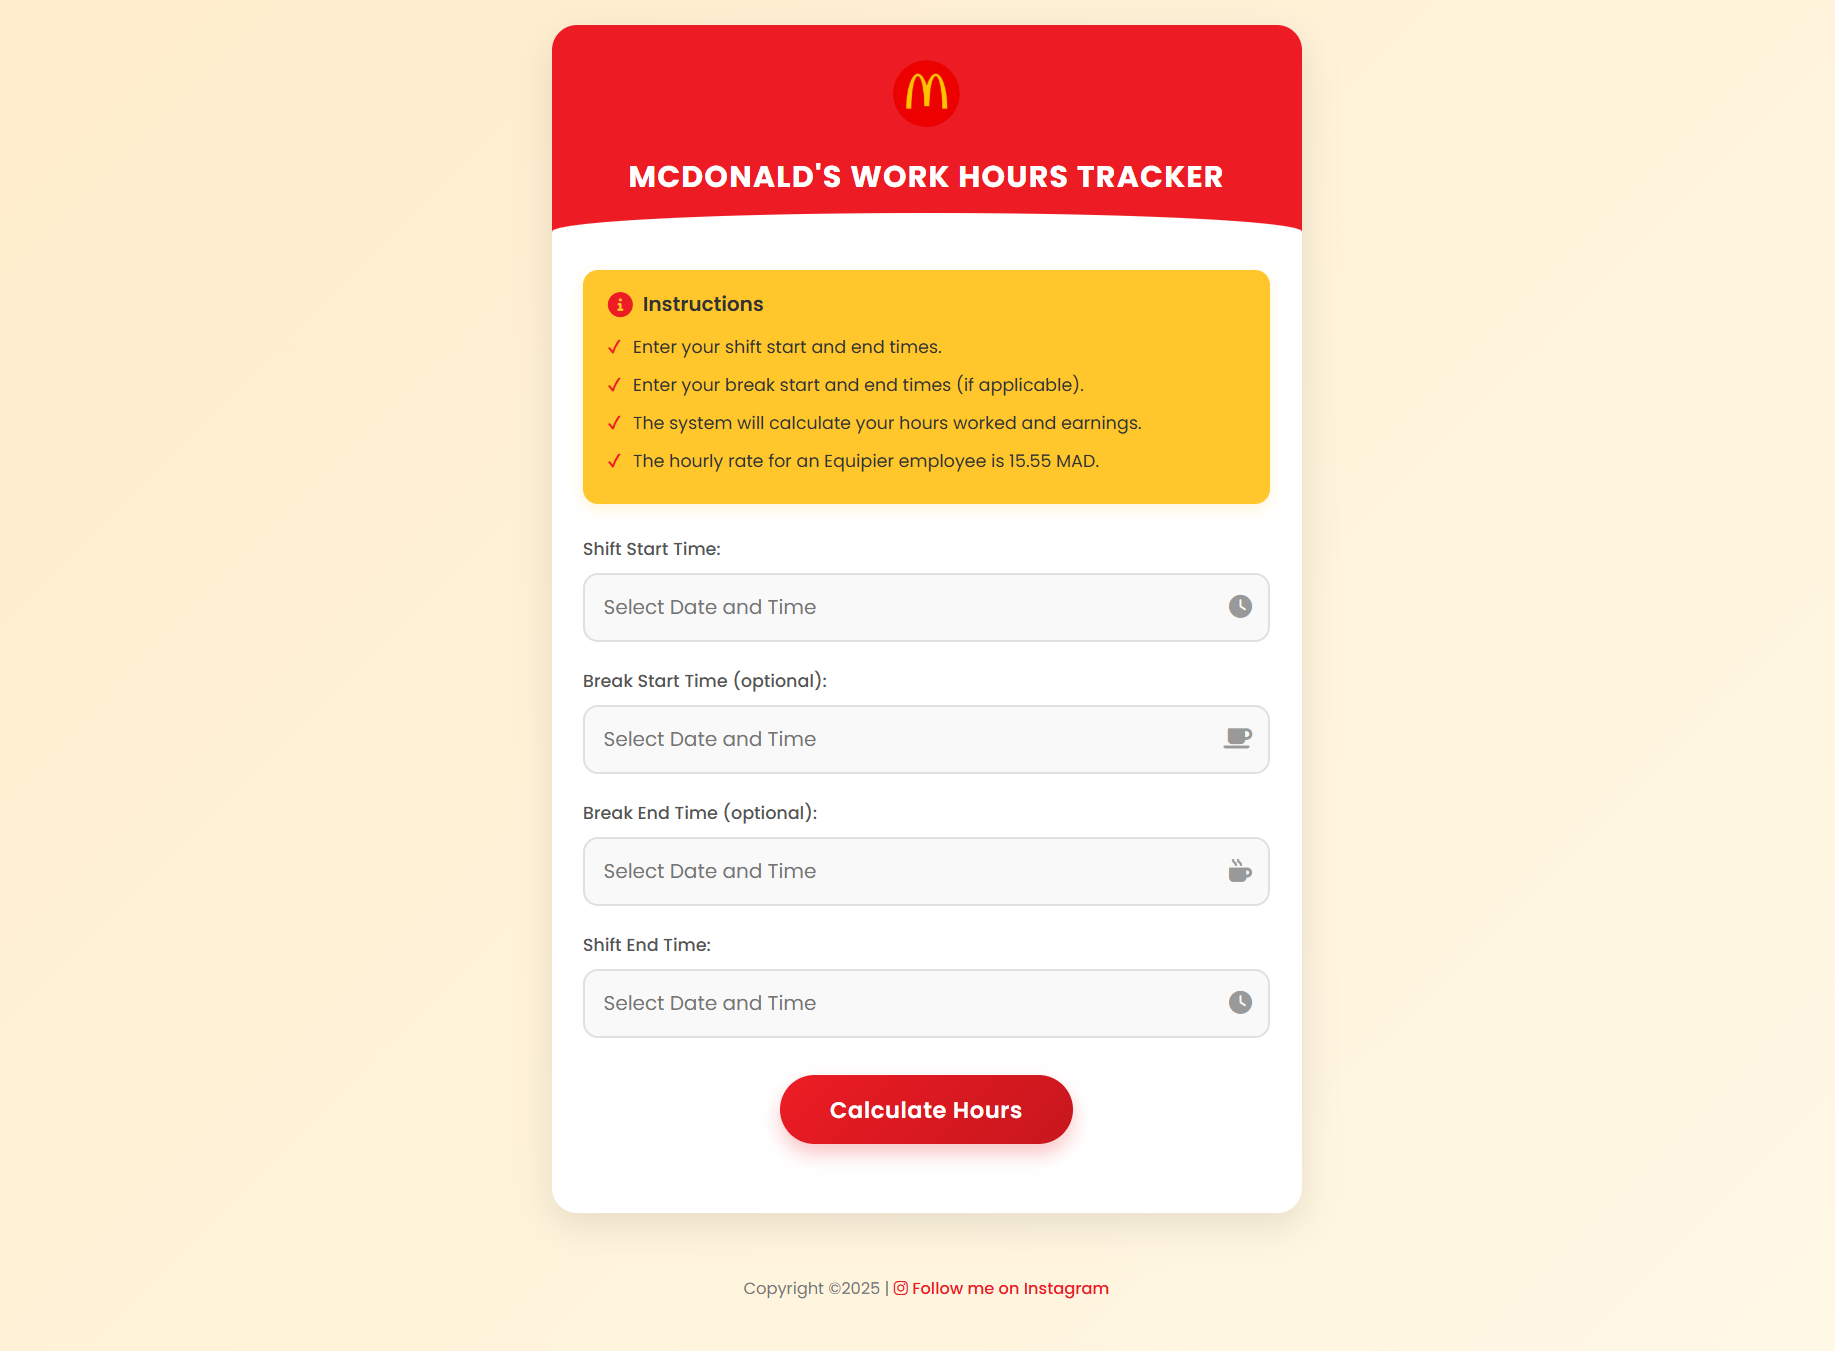 MCDONALD'S WORK HOURS TRACKER
Instructions
Enter your shift start and end times.
Enter your break start and end times (if applicable).
The system will calculate your hours worked and earnings.
The hourly rate for an Equipier employee is 15.55 MAD.
Shift Start Time:
Select Date and Time
Break Start Time (optional):
Select Date and Time
Break End Time (optional):
Select Date and Time
Shift End Time:
Select Date and Time
Calculate Hours
Copyright ©2025 | Follow me on Instagram